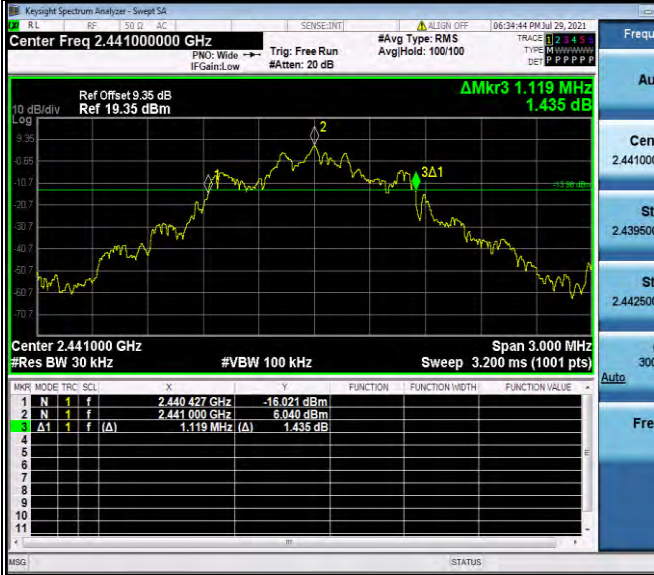 Keysight Spectrum Analyzer - Swept SA
RL RF 50 Ω AC SENSE:INT ALIGN OFF 06:34:44 PM Jul 29, 2021
Center Freq 2.441000000 GHz
PNO: Wide
IFGain:Low
Trig: Free Run
#Atten: 20 dB
#Avg Type: RMS
Avg|Hold: 100/100
TRACE 1 2 3 4 5 6
TYPE M W W W W W
DET P P P P P P
Ref Offset 9.35 dB
Ref 19.35 dBm
ΔMkr3 1.119 MHz
1.435 dB
10 dB/div
Log
9.35
-0.65
-10.7
-20.7
-30.7
-40.7
-50.7
-60.7
-70.7
1
2
3Δ1
Center 2.441000 GHz
Span 3.000 MHz
#Res BW 30 kHz
#VBW 100 kHz
Sweep 3.200 ms (1001 pts)
MKR MODE TRC SCL X Y FUNCTION FUNCTION WIDTH FUNCTION VALUE
1 N 1 f 2.440 427 GHz -16.021 dBm
2 N 1 f 2.441 000 GHz 6.040 dBm
3 Δ1 1 f (Δ) 1.119 MHz (Δ) 1.435 dB
4
5
6
7
8
9
10
11
MSG
STATUS
Frequ
Au
Cen
2.441000
St
2.439500
St
2.442500
300
Auto
Fre